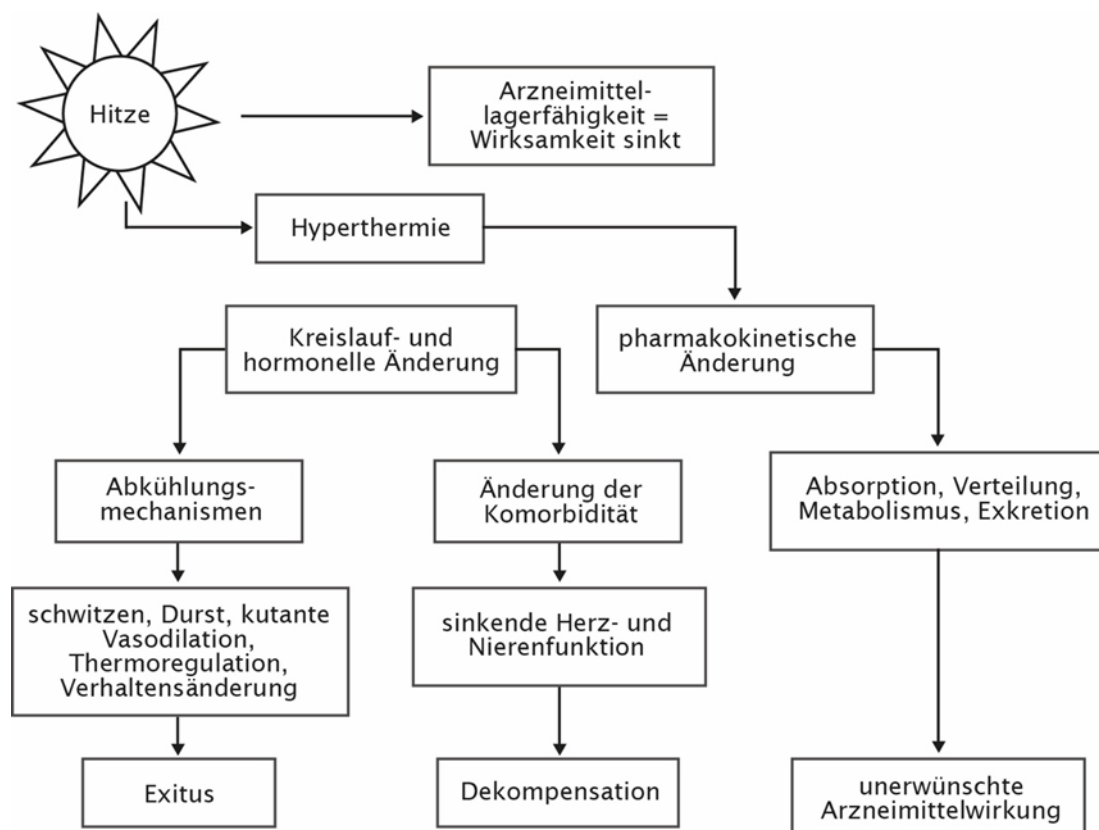 Hitze
Arzneimittel-
lagerfähigkeit =
Wirksamkeit sinkt
Hyperthermie
Kreislauf- und
hormonelle Änderung
pharmakokinetische
Änderung
Abkühlungs-
mechanismen
Änderung der
Komorbidität
Absorption, Verteilung,
Metabolismus, Exkretion
schwitzen, Durst, kutante
Vasodilation,
Thermoregulation,
Verhaltensänderung
sinkende Herz- und
Nierenfunktion
Exitus
Dekompensation
unerwünschte
Arzneimittelwirkung